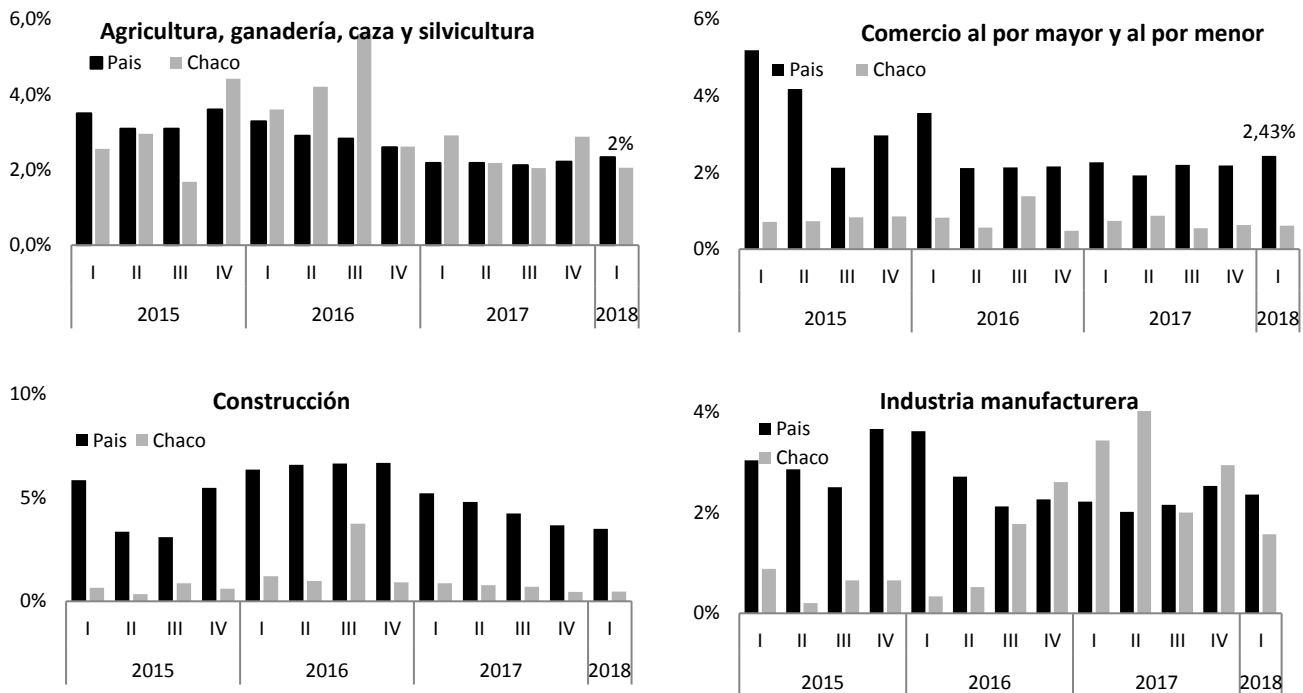 Agricultura, ganadería, caza y silvicultura
Pais Chaco
6,0%
4,0%
2,0%
0,0%
2%
I II III IV I II III IV I II III IV I
2015 2016 2017 2018
Comercio al por mayor y al por menor
Pais Chaco
6%
4%
2%
0%
2,43%
I II III IV I II III IV I II III IV I
2015 2016 2017 2018
Construcción
Pais Chaco
10%
5%
0%
I II III IV I II III IV I II III IV I
2015 2016 2017 2018
Industria manufacturera
Pais
Chaco
4%
2%
0%
I II III IV I II III IV I II III IV I
2015 2016 2017 2018